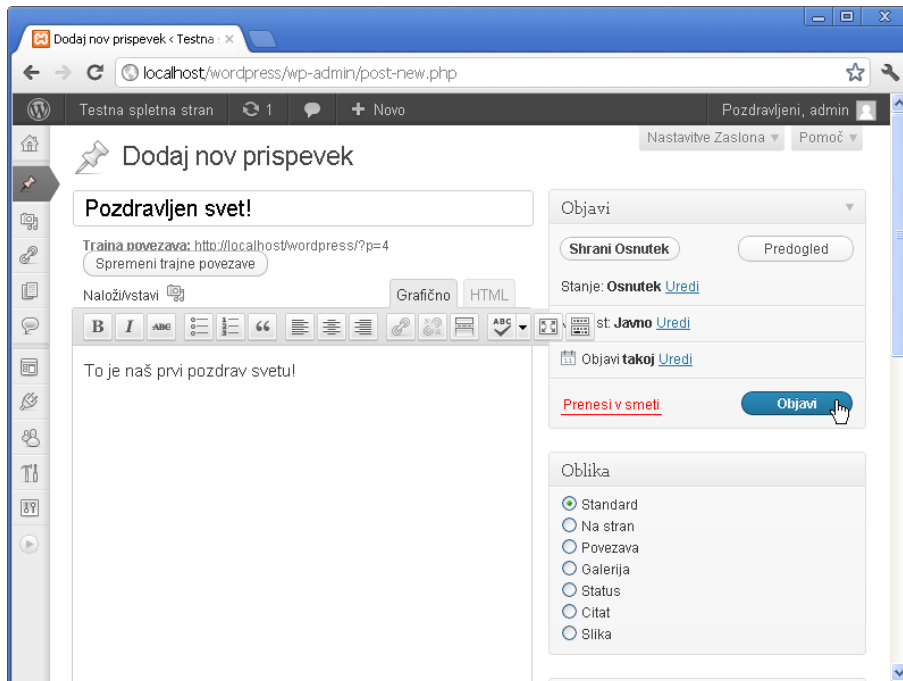 Dodaj nov prispevek ‹ Testna s
localhost/wordpress/wp-admin/post-new.php
Testna spletna stran 1 Novo Pozdravljeni, admin
Nastavitve Zaslona Pomoč
Dodaj nov prispevek
Pozdravljen svet!
Trajna povezava: http://localhost/wordpress/?p=4
Spremeni trajne povezave
Naloži/vstavi Grafično HTML
B I ABC ABC
To je naš prvi pozdrav svetu!
Objavi
Shrani Osnutek Predogled
Stanje: Osnutek Uredi
st: Javno Uredi
Objavi takoj Uredi
Prenesi v smeti Objavi
Oblika
Standard
Na stran
Povezava
Galerija
Status
Citat
Slika